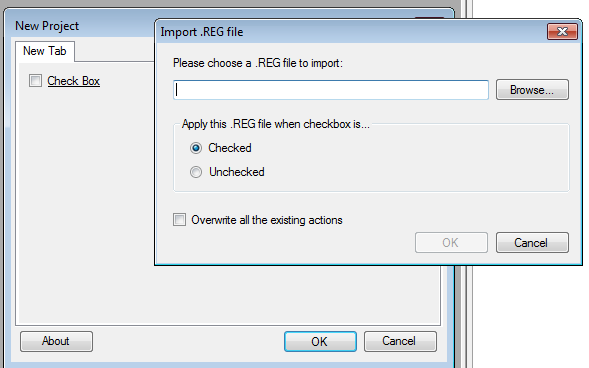 New Project
New Tab
Check Box
About
OK
Cancel
Import .REG file
Please choose a .REG file to import:
Browse...
Apply this .REG file when checkbox is...
Checked
Unchecked
Overwrite all the existing actions
OK
Cancel